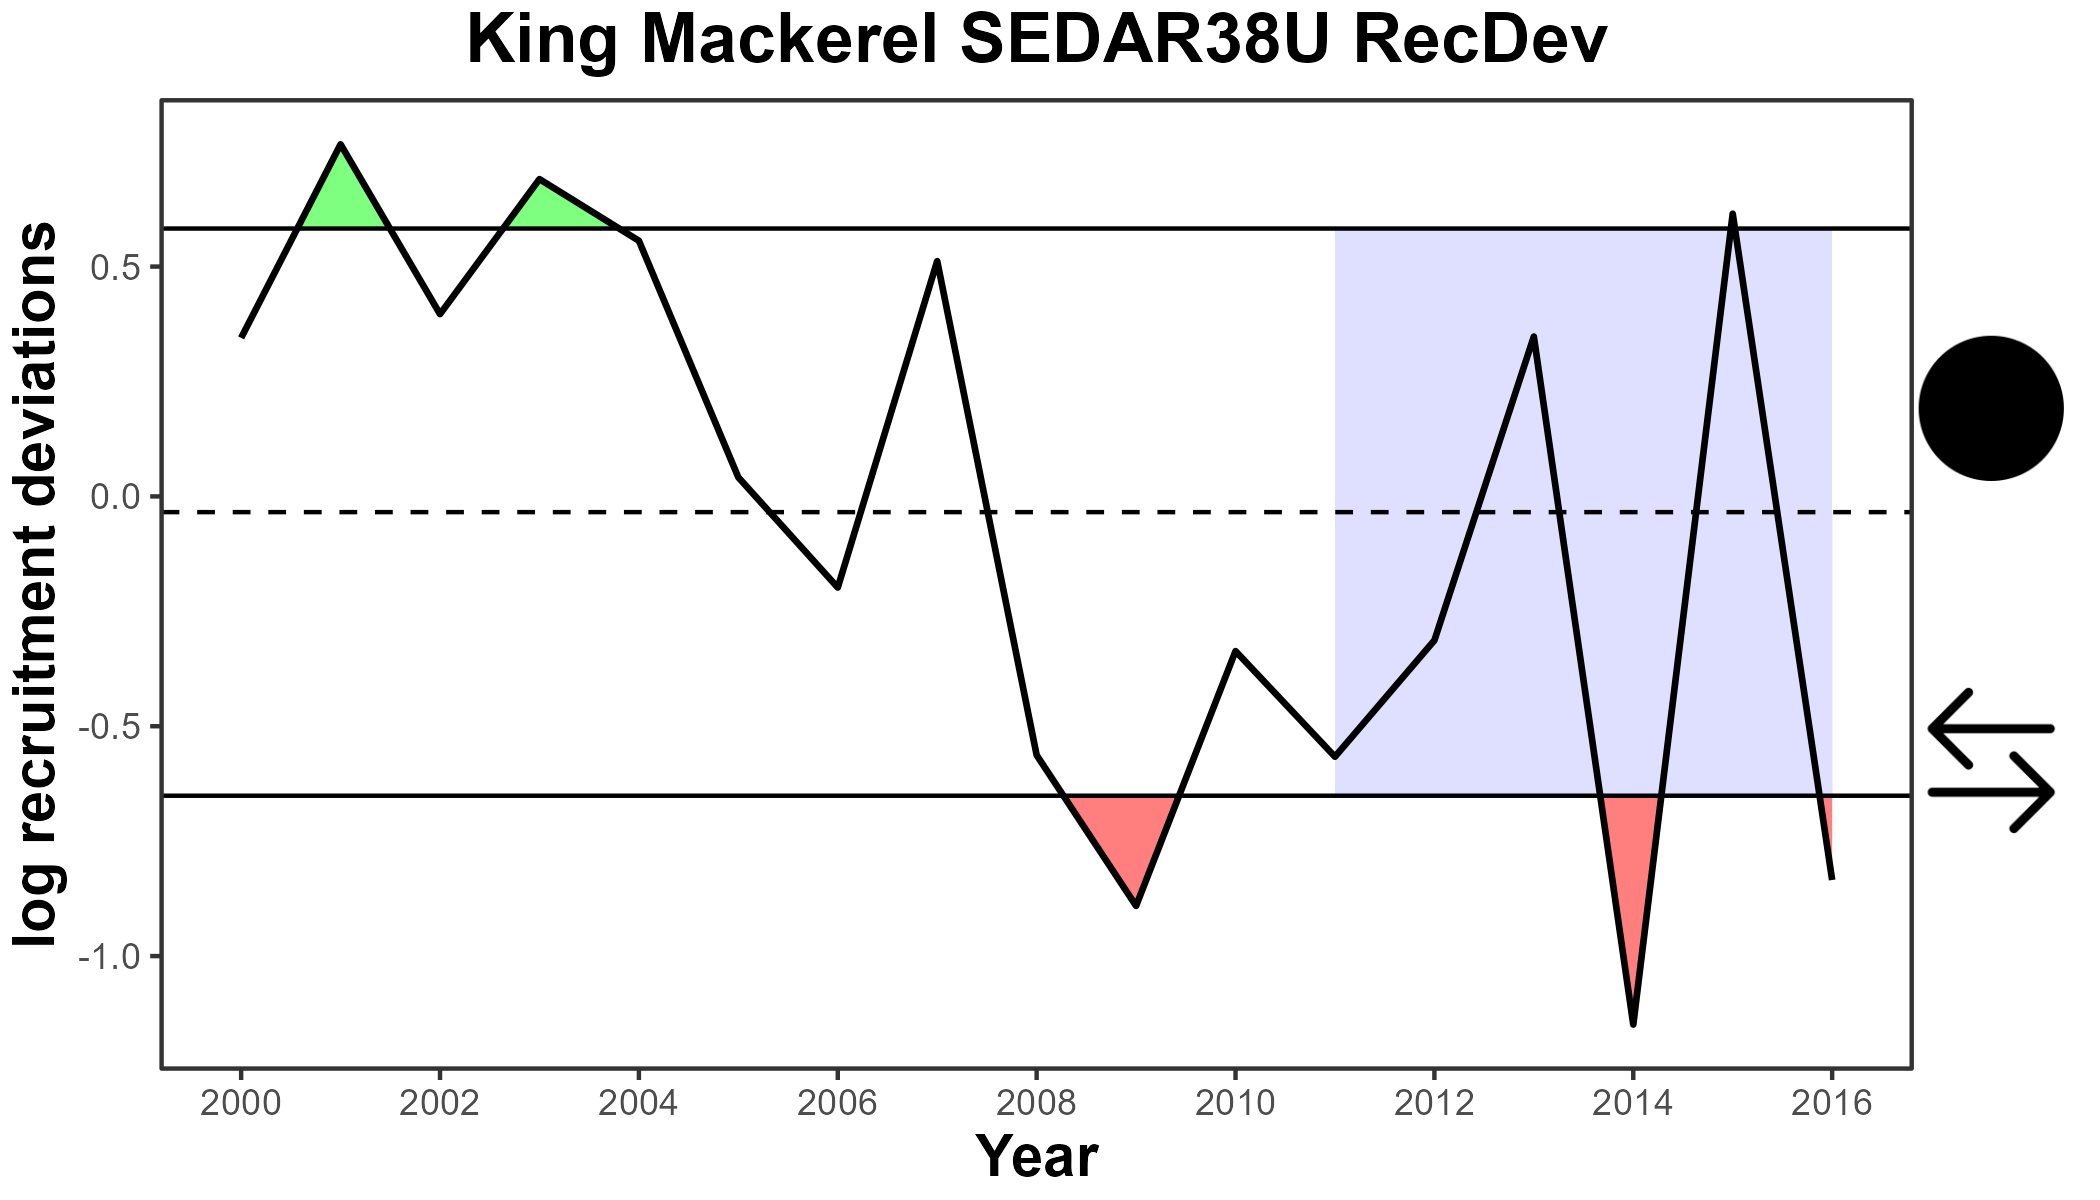 King Mackerel SEDAR38U RecDev
log recruitment deviations
0.5
0.0
-0.5
-1.0
2000 2002 2004 2006 2008 2010 2012 2014 2016
Year